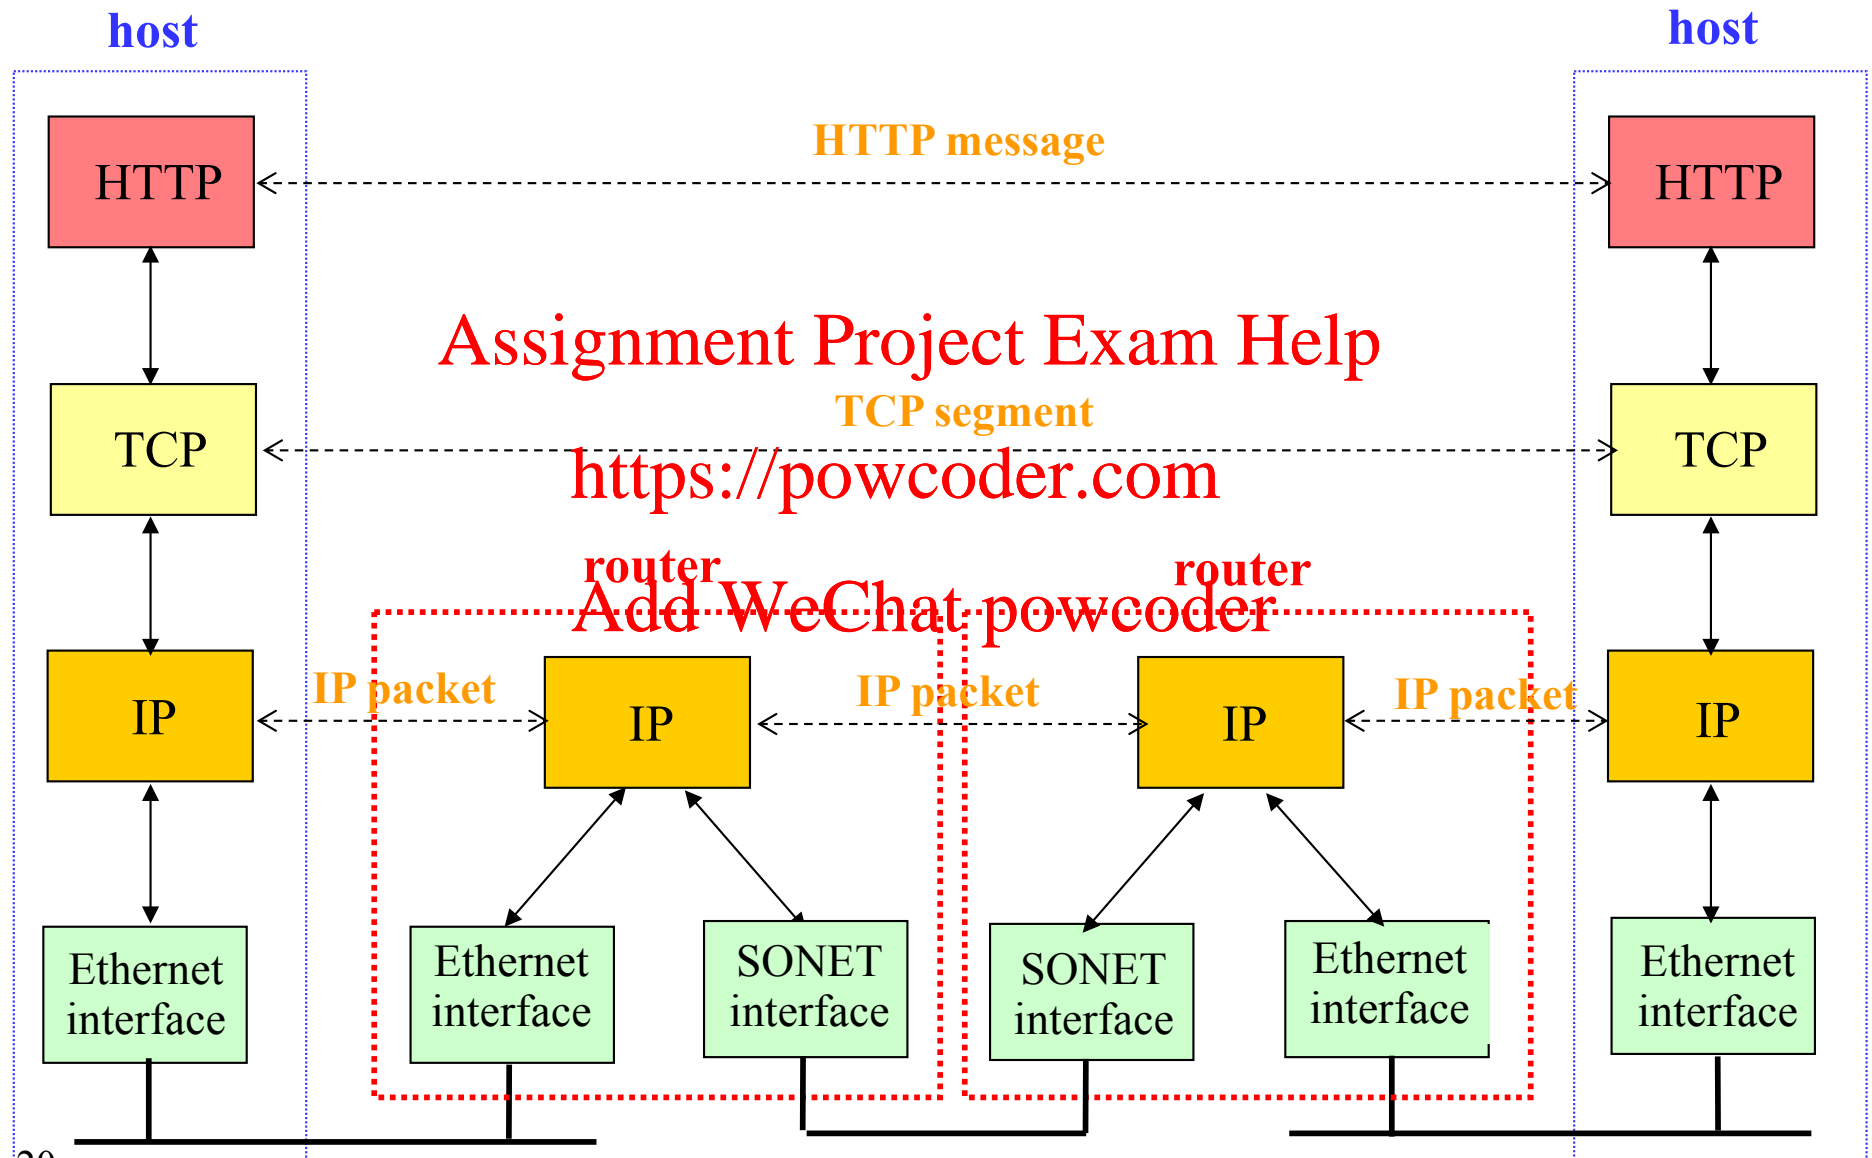 host
host
HTTP message
HTTP
HTTP
Assignment Project Exam Help
TCP segment
TCP
TCP
https://powcoder.com
router
router
Add WeChat powcoder
IP packet
IP packet
IP packet
IP
IP
IP
IP
Ethernet
interface
Ethernet
interface
SONET
interface
SONET
interface
Ethernet
interface
Ethernet
interface
20